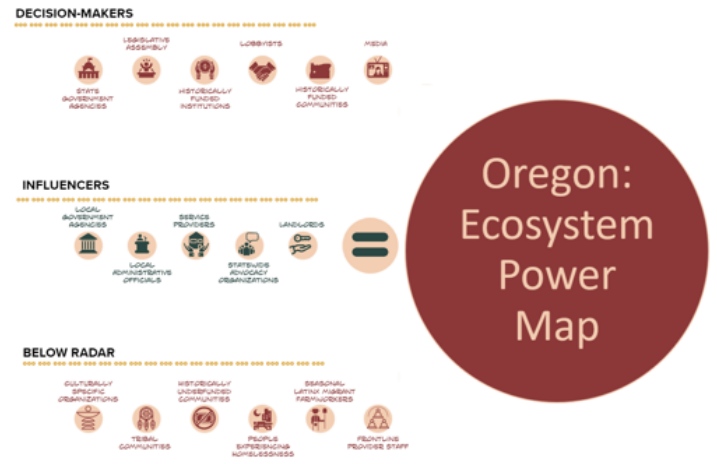 DECISION-MAKERS
LEGISLATIVE
ASSEMBLY
LOBBYISTS
MEDIA
STATE
GOVERNMENT
AGENCIES
HISTORICALLY
FUNDED
INSTITUTIONS
HISTORICALLY
FUNDED
COMMUNITIES
INFLUENCERS
LOCAL
GOVERNMENT
AGENCIES
SERVICE
PROVIDERS
LANDLORDS
LOCAL
ADMINISTRATIVE
OFFICIALS
STATEWIDE
ADVOCACY
ORGANIZATIONS
Oregon:
Ecosystem
Power
Map
BELOW RADAR
CULTURALLY
SPECIFIC
ORGANIZATIONS
HISTORICALLY
UNDERFUNDED
COMMUNITIES
SEASONAL
LATINX MIGRANT
FARMWORKERS
TRIBAL
COMMUNITIES
PEOPLE
EXPERIENCING
HOMELESSNESS
FRONTLINE
PROVIDER STAFF